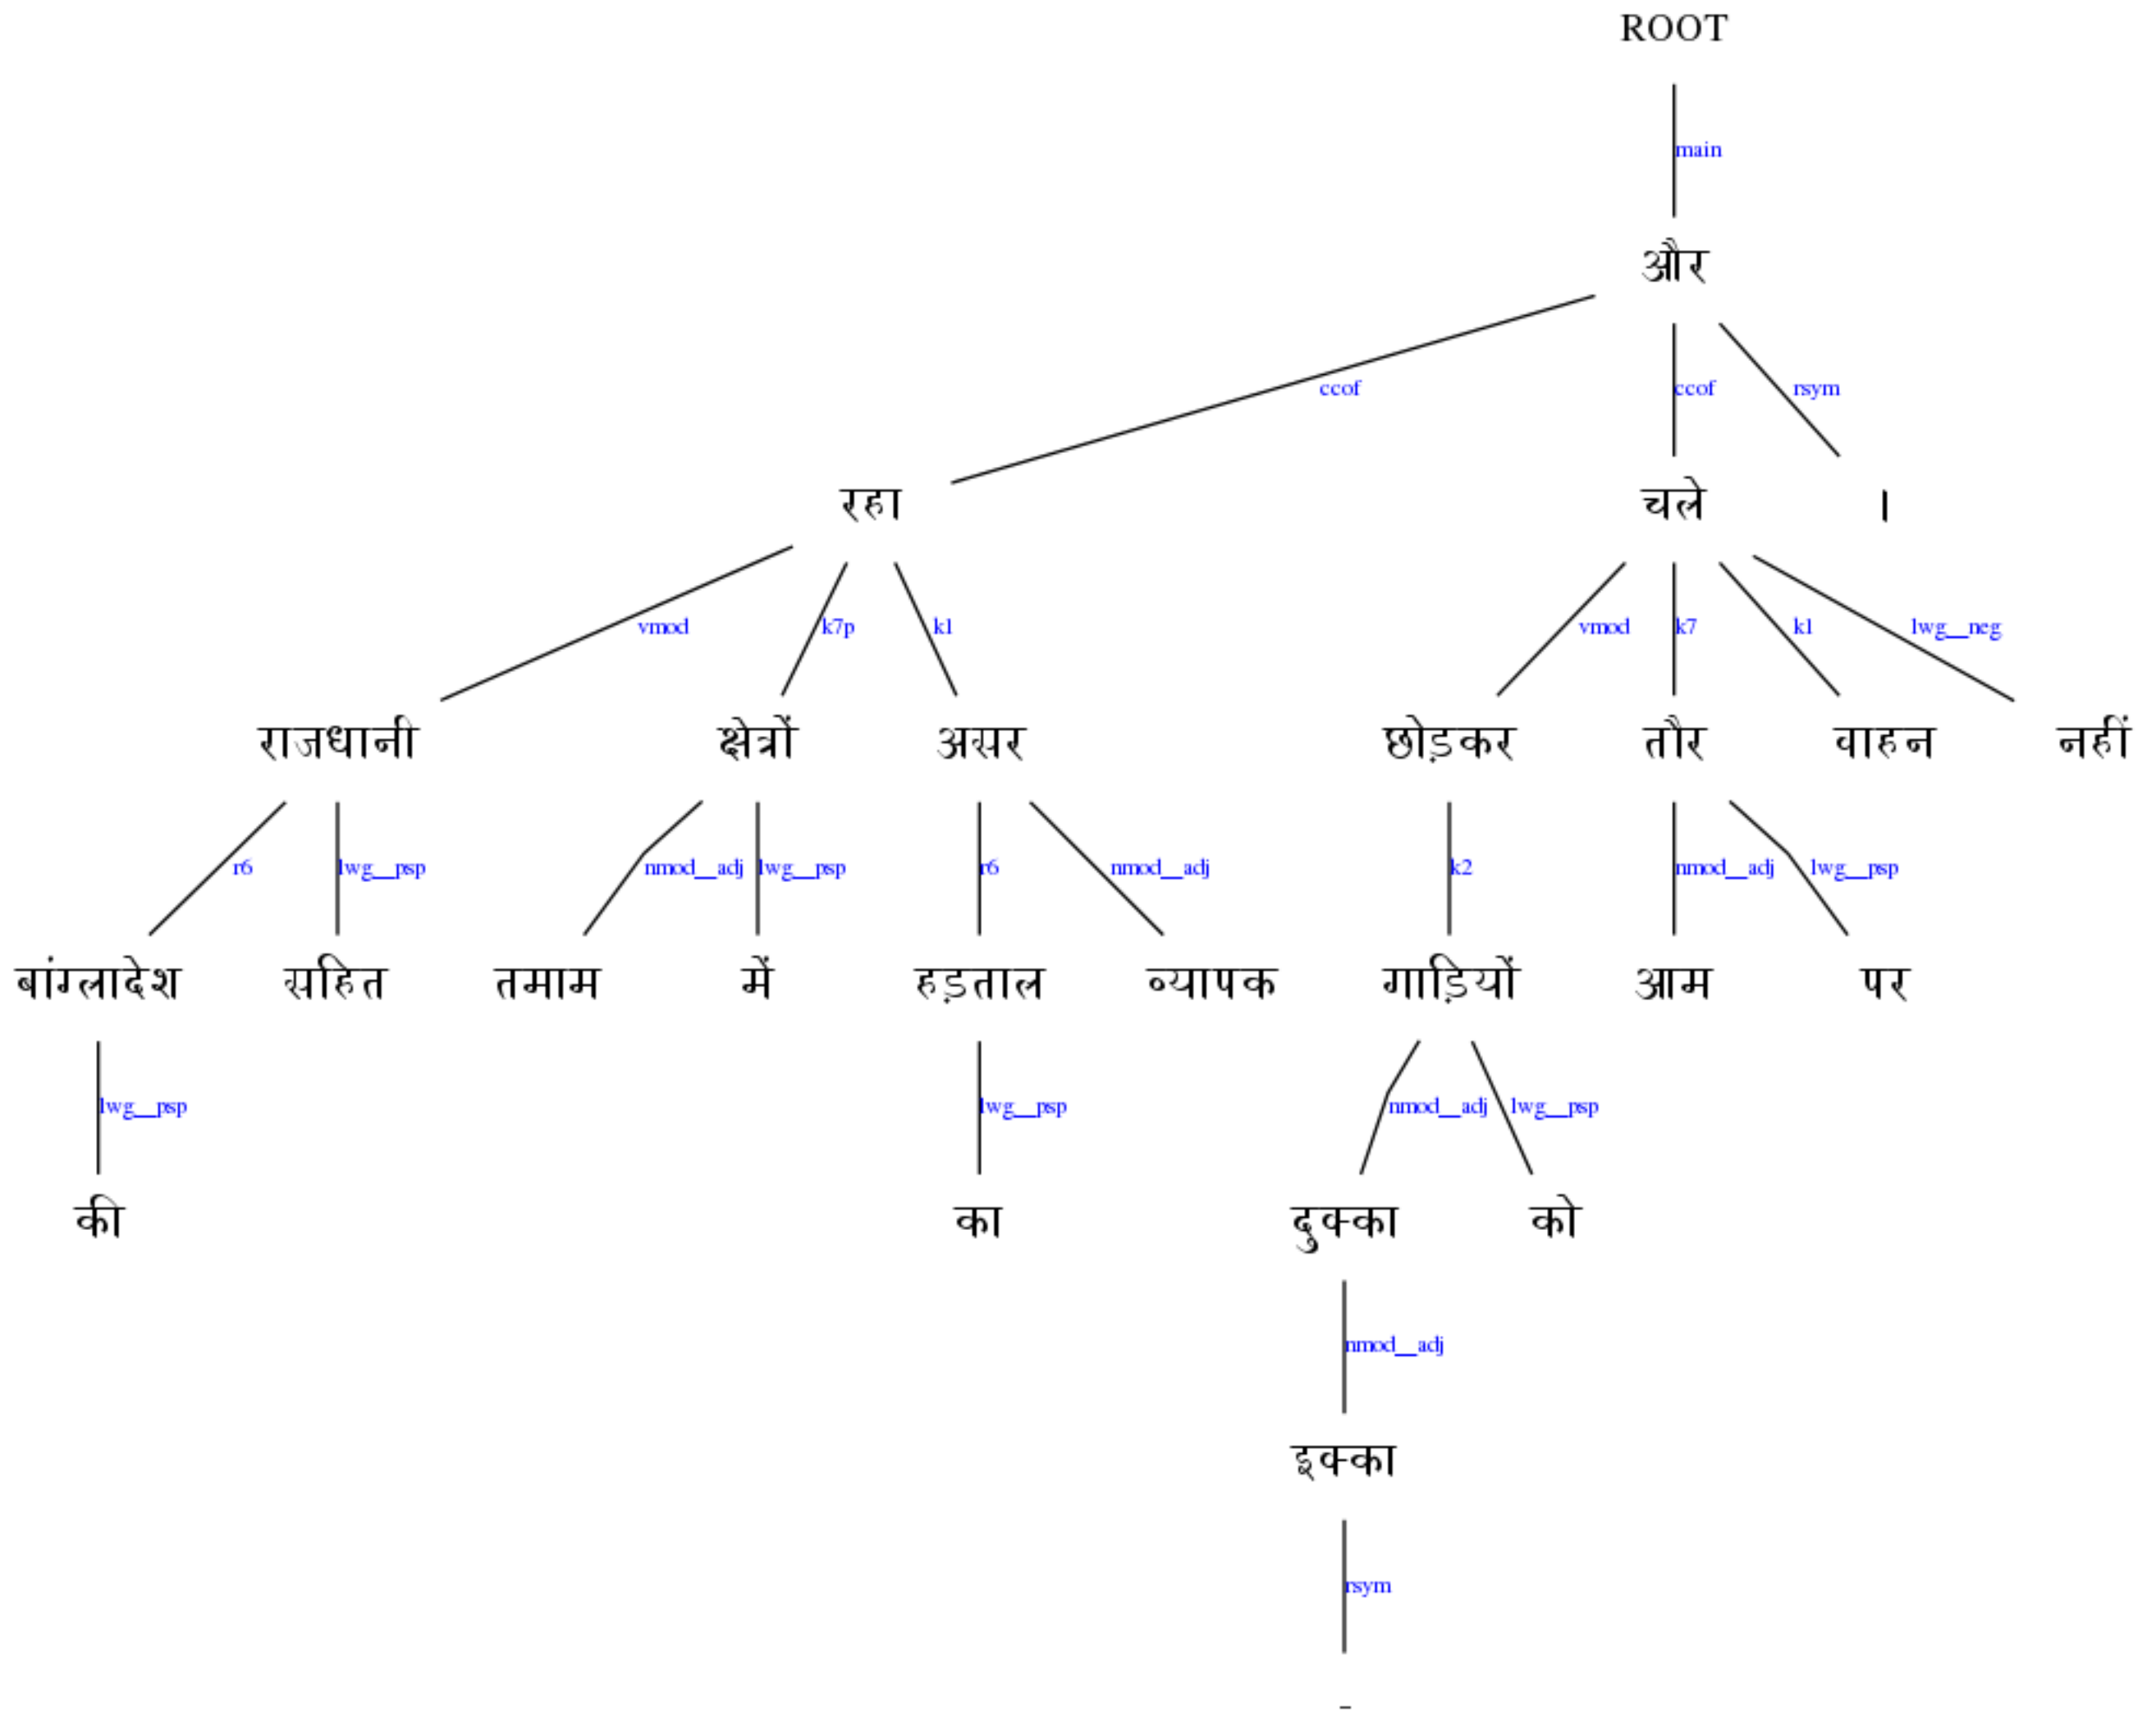 ROOT
main
और
ccof ccof rsym
रहा चले ।
vmod k7p k1 vmod k7 k1 lwg__neg
राजधानी क्षेत्रों असर छोड़कर तौर वाहन नहीं
r6 lwg__psp nmod__adj lwg__psp r6 nmod__adj k2 nmod__adj lwg__psp
बांग्लादेश सहित तमाम में हड़ताल व्यापक गाड़ियों आम पर
lwg__psp lwg__psp nmod__adj lwg__psp
की का दुक्का को
nmod__adj
इक्का
rsym
-